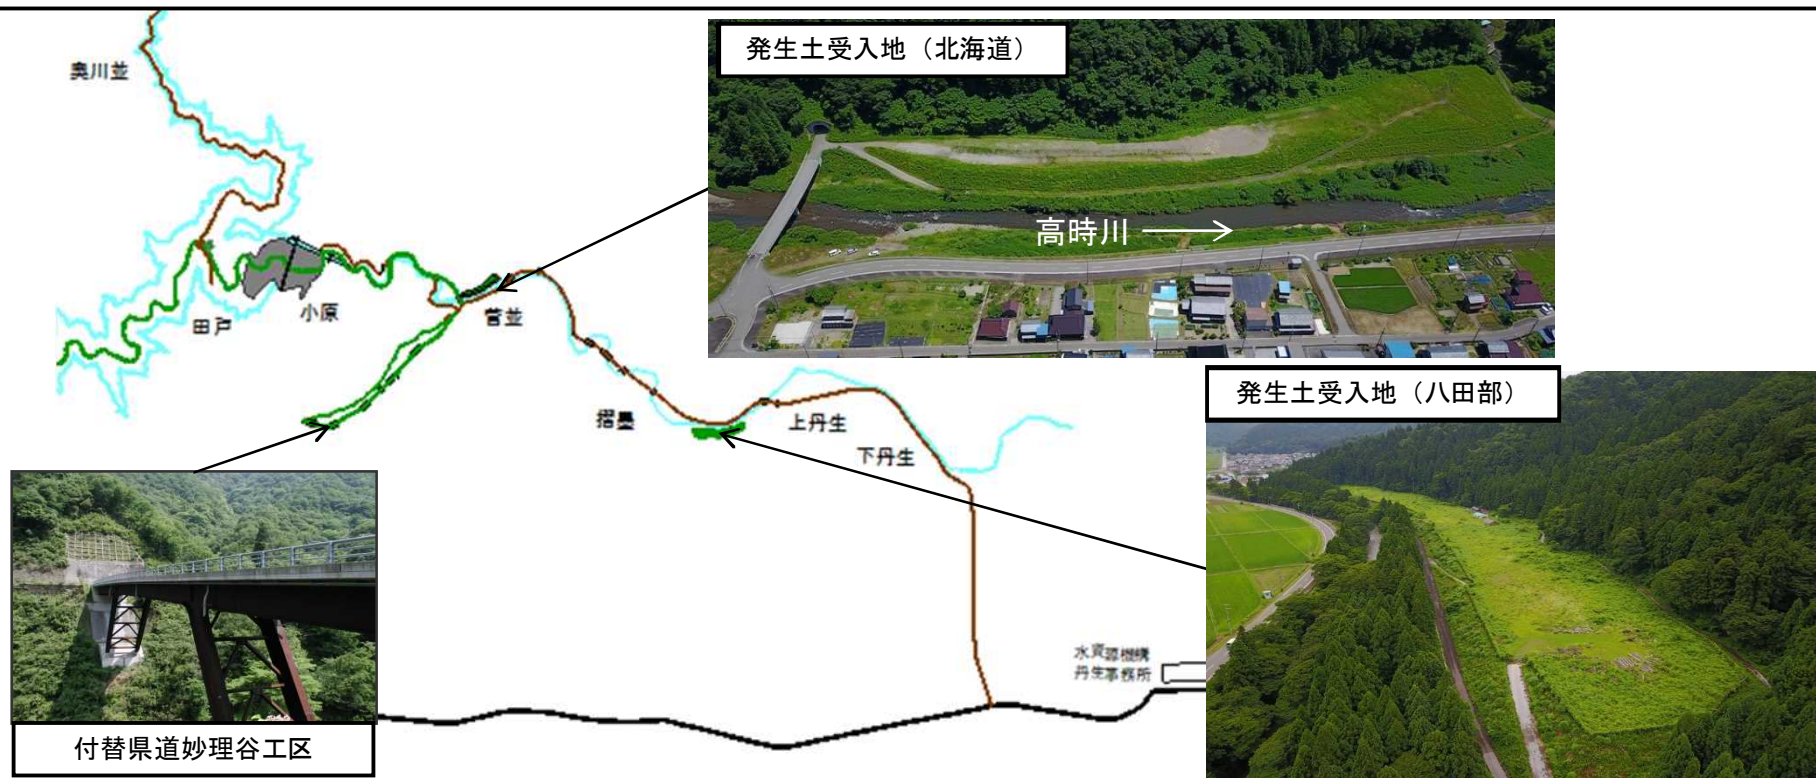 発生土受入地（北海道）
奥川並
高時川
田戸
小原
菅並
発生土受入地（八田部）
摺墨
上丹生
下丹生
水資源機構
丹生事務所
付替県道妙理谷工区